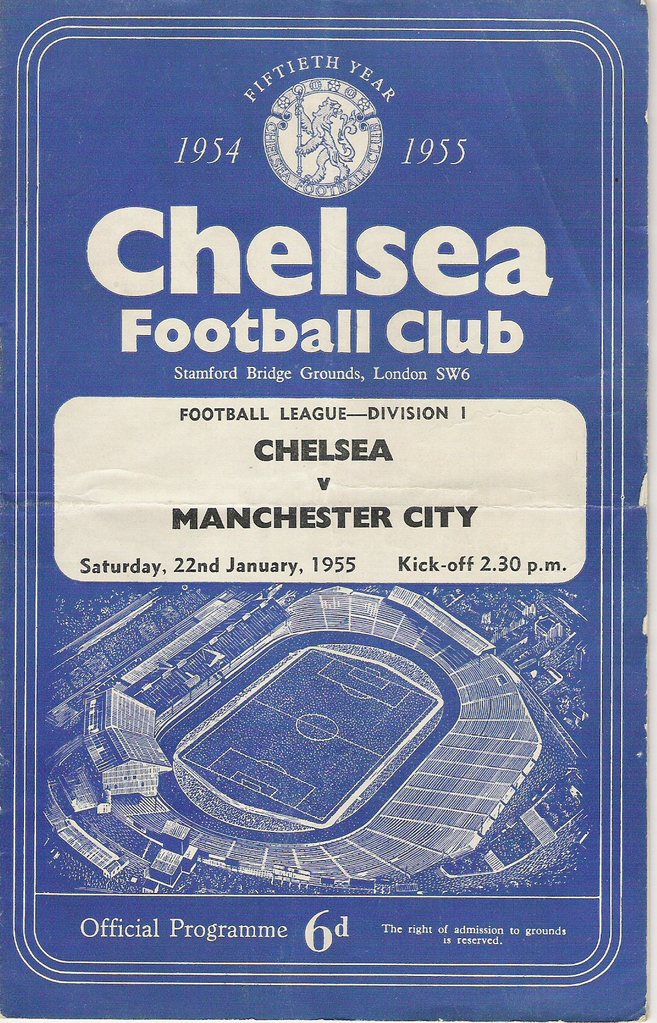 FIFTIETH YEAR
1954 1955
CHELSEA FOOTBALL CLUB
Chelsea
Football Club
Stamford Bridge Grounds, London SW6
FOOTBALL LEAGUE—DIVISION I
CHELSEA
v
MANCHESTER CITY
Saturday, 22nd January, 1955 Kick-off 2.30 p.m.
Official Programme 6d The right of admission to grounds
is reserved.